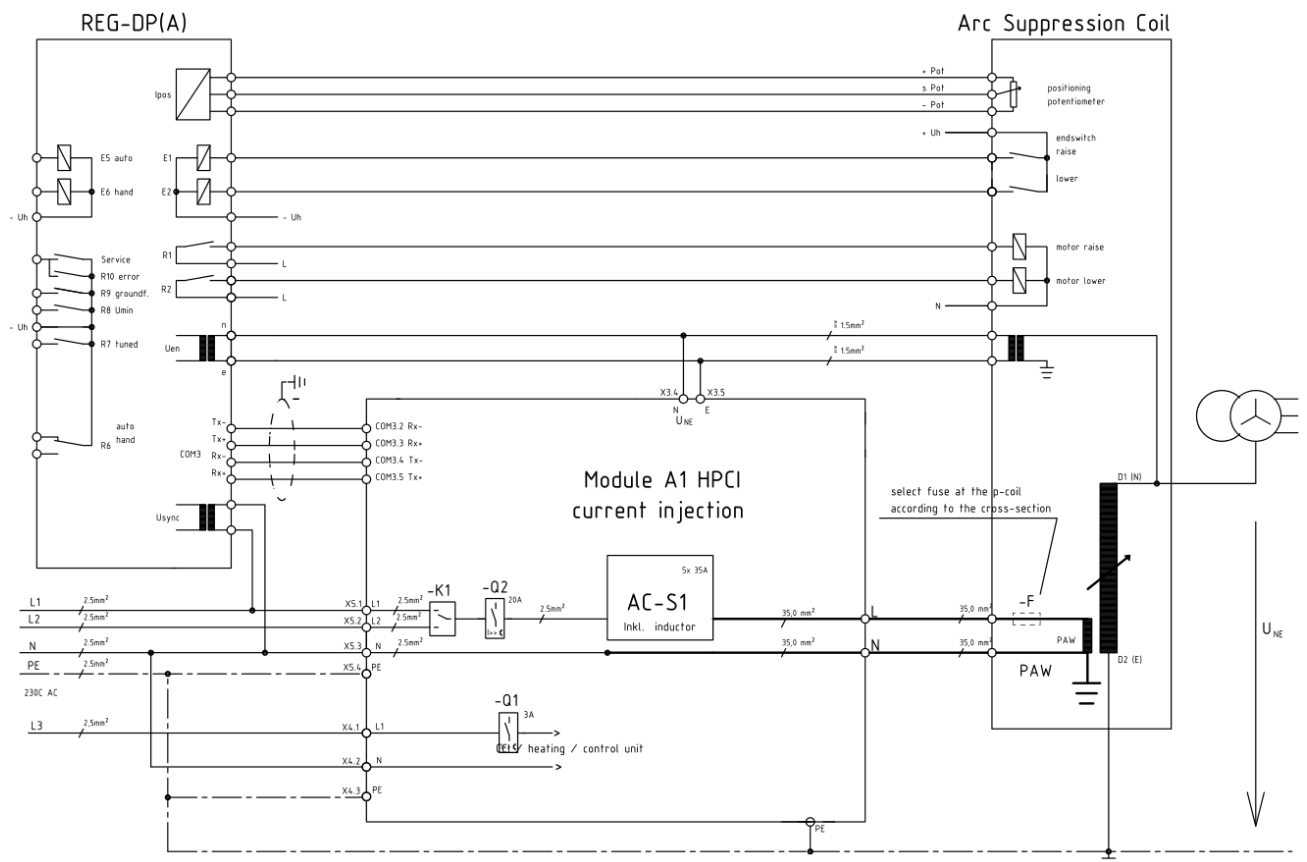 REG-DP(A)
Arc Suppression Coil
Ipos
+ Pot
s Pot
- Pot
positioning
potentiometer
+ Uh
endswitch
raise
lower
E5 auto
E1
E6 hand
E2
- Uh
- Uh
Service
R10 error
R9 groundf.
R8 Umin
- Uh
R7 tuned
R1
L
R2
L
motor raise
motor lower
N
n
Uen
e
≥ 1.5mm²
≥ 1.5mm²
X3.4
X3.5
N
E
U NE
auto
hand
R6
COM3
Tx-
Tx+
Rx-
Rx+
COM3.2 Rx-
COM3.3 Rx+
COM3.4 Tx-
COM3.5 Tx+
Usync
Module A1 HPCI
current injection
select fuse at the p-coil
according to the cross-section
D1 (N)
5x 35A
AC-S1
Inkl. inductor
L1
2.5mm²
X5.1
L1
2.5mm²
-K1
-Q2
20A
I>>
2.5mm²
L2
2.5mm²
X5.2
L2
2.5mm²
N
2.5mm²
X5.3
N
2.5mm²
PE
2.5mm²
X5.4
PE
230C AC
35,0 mm²
L
35,0 mm²
-F
35,0 mm²
N
35,0 mm²
PAW
PAW
D2 (E)
U NE
L3
2,5mm²
X4.1
L1
-Q1
3A
/ heating / control unit
X4.2
N
X4.3
PE
PE